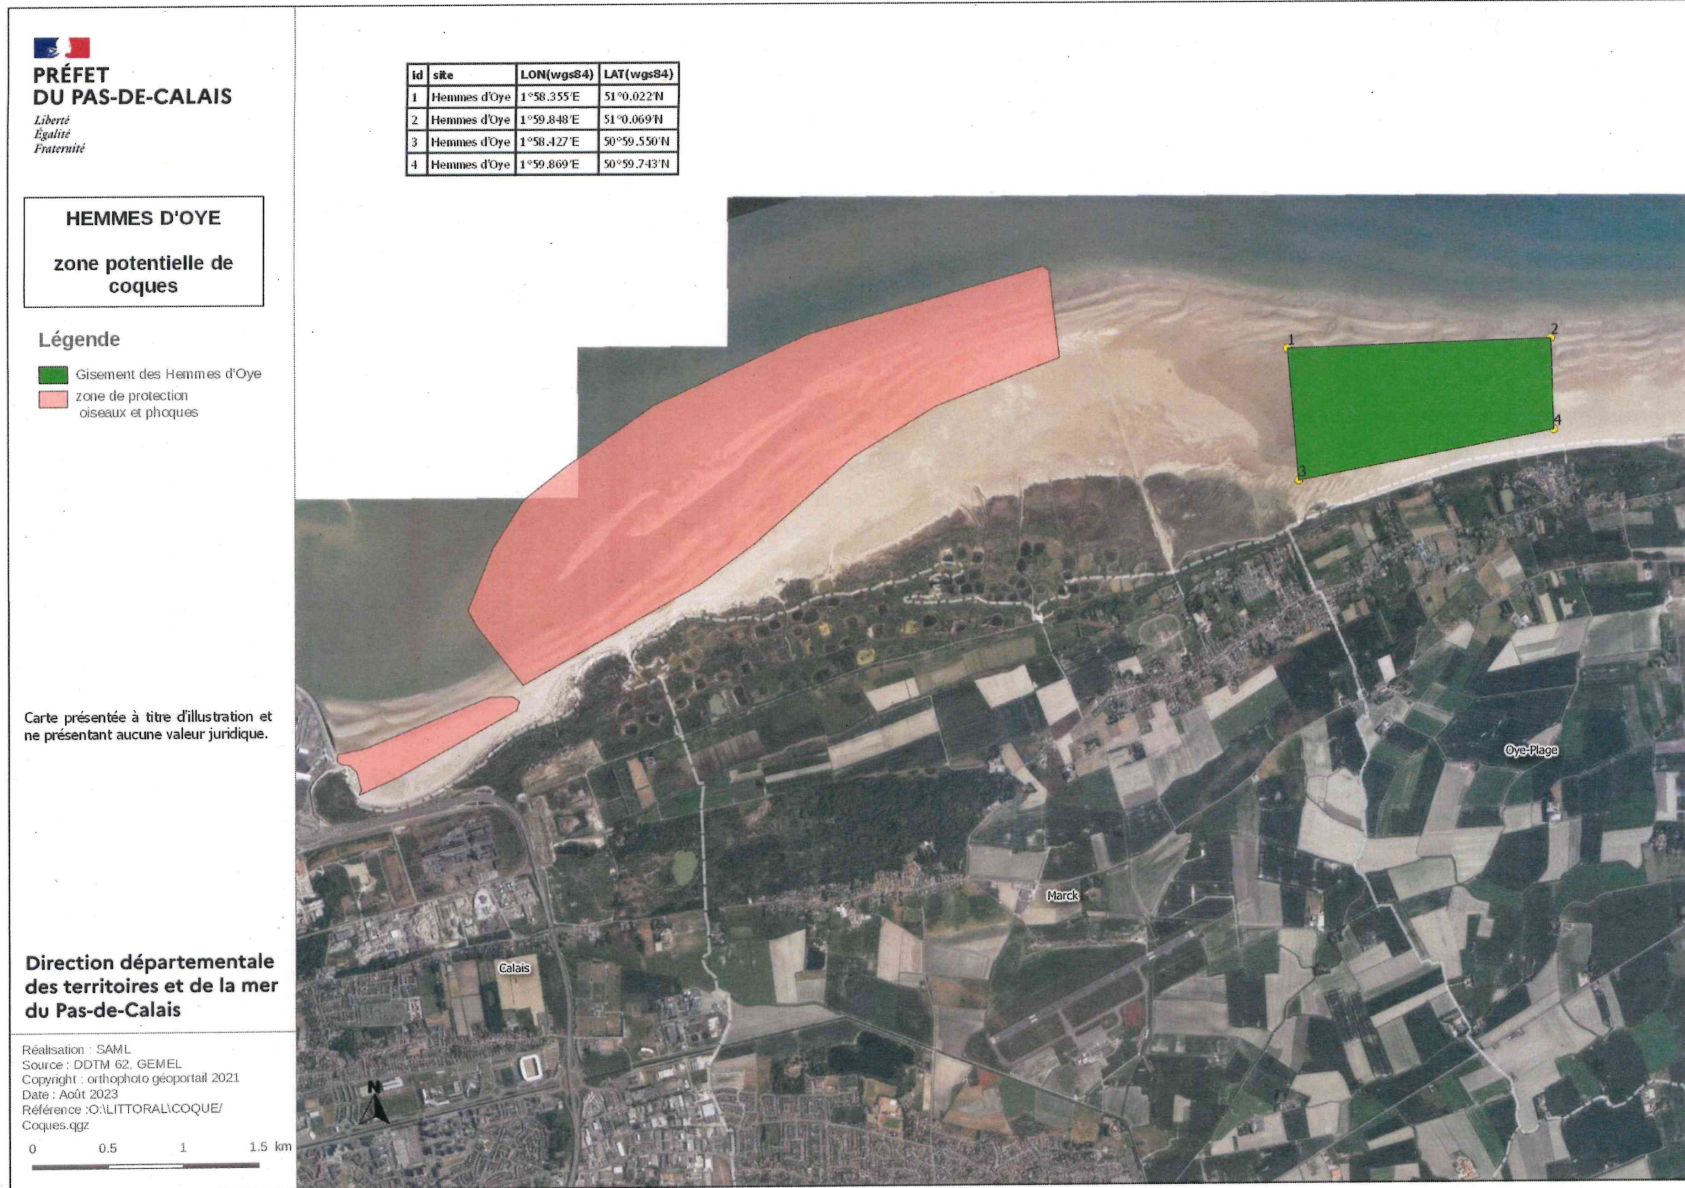 PRÉFET
DU PAS-DE-CALAIS
Liberté
Égalité
Fraternité
HEMMES D'OYE
zone potentielle de
coques
Légende
Gisement des Hemmes d'Oye
zone de protection
oiseaux et phoques
Carte présentée à titre d'illustration et
ne présentant aucune valeur juridique.
Direction départementale
des territoires et de la mer
du Pas-de-Calais
Réalisation : SAML
Source : DDTM 62, GEMEL
Copyright : orthophoto géoportail 2021
Date : Août 2023
Référence :O:\LITTORAL\COQUE/
Coques.qgz
0 0.5 1 1.5 km
id site LON(wgs84) LAT(wgs84)
1 Hemmes d'Oye 1°58.355'E 51°0.022'N
2 Hemmes d'Oye 1°59.848'E 51°0.069'N
3 Hemmes d'Oye 1°58.427'E 50°59.550'N
4 Hemmes d'Oye 1°59.869'E 50°59.743'N
1
2
4
3
Oye-Plage
Marck
Calais
N